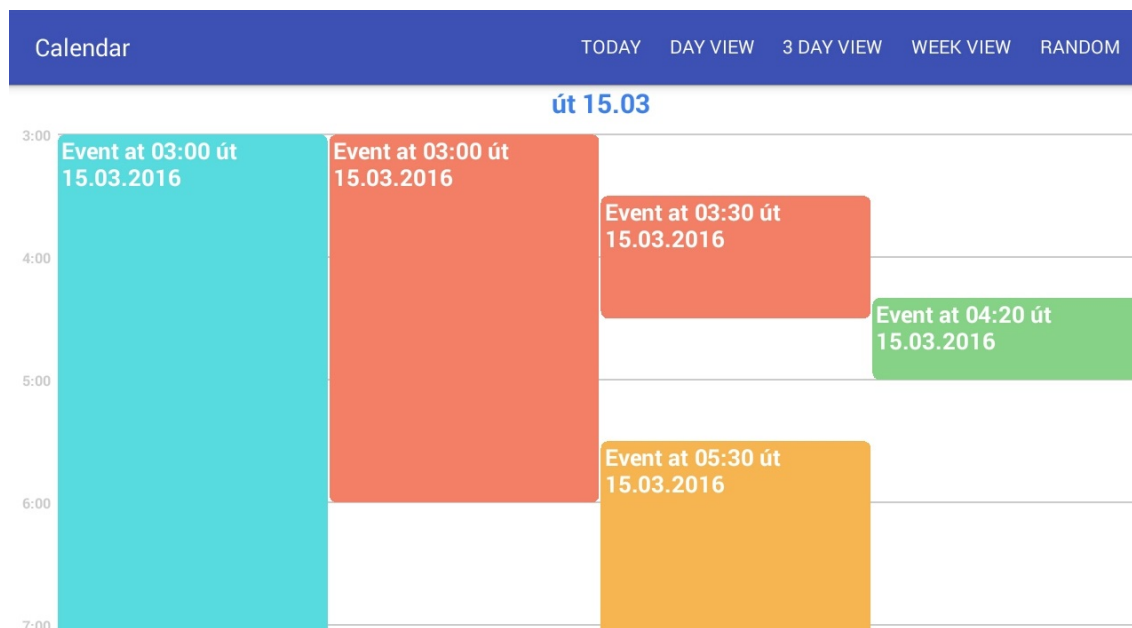 Calendar
TODAY DAY VIEW 3 DAY VIEW WEEK VIEW RANDOM
út 15.03
3:00
Event at 03:00 út
15.03.2016
Event at 03:00 út
15.03.2016
Event at 03:30 út
15.03.2016
4:00
Event at 04:20 út
15.03.2016
5:00
Event at 05:30 út
15.03.2016
6:00
7:00